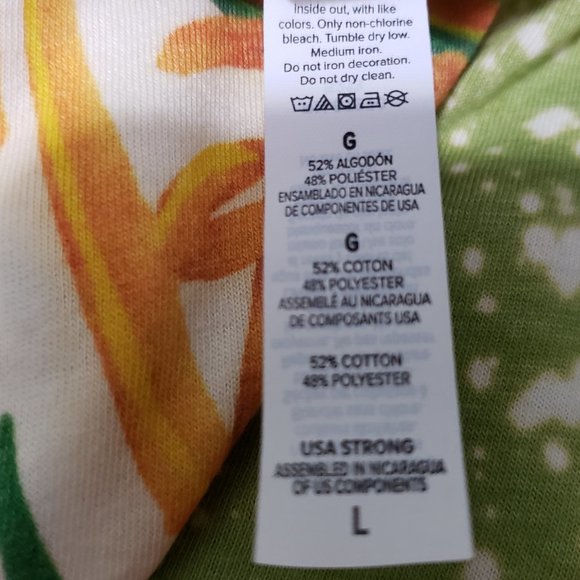 inside out, with like
colors. Only non-chlorine
bleach. Tumble dry low.
Medium iron.
Do not iron decoration.
Do not dry clean.
G
52% ALGODÓN
48% POLIÉSTER
ENSAMBLADO EN NICARAGUA
DE COMPONENTES DE USA
G
52% COTON
48% POLYESTER
ASSEMBLÉ AU NICARAGUA
DE COMPOSANTS USA
52% COTTON
48% POLYESTER
USA STRONG
ASSEMBLED IN NICARAGUA
OF US COMPONENTS
L